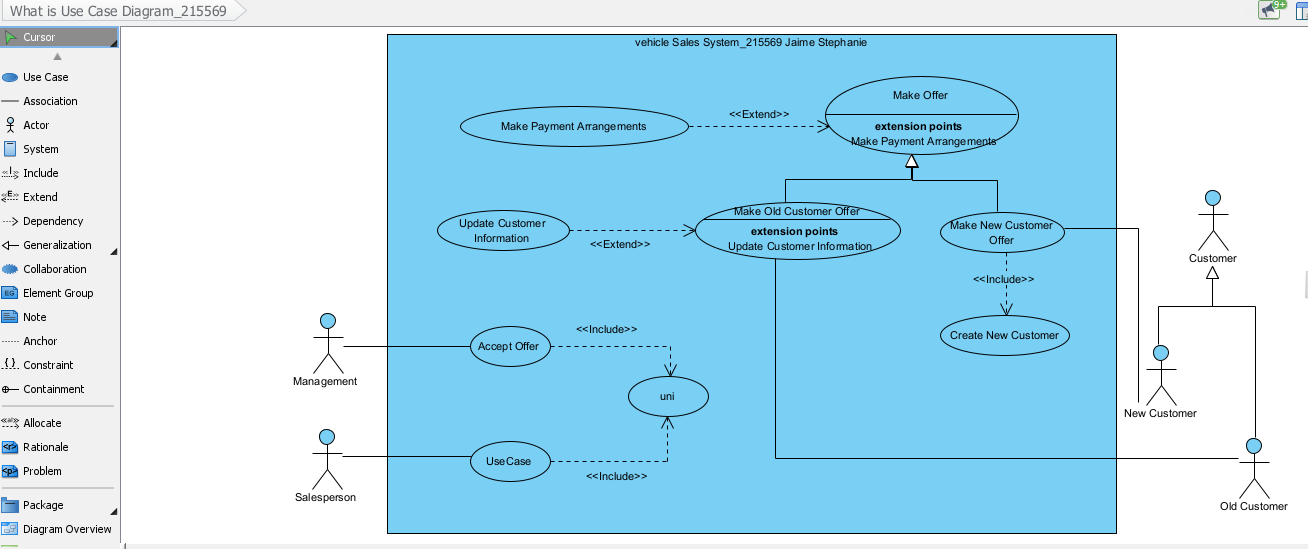 What is Use Case Diagram_215569
9+
Cursor
Use Case
Association
Actor
System
Include
Extend
Dependency
Generalization
Collaboration
Element Group
Note
Anchor
Constraint
Containment
Allocate
Rationale
Problem
Package
Diagram Overview
vehicle Sales System_215569 Jaime Stephanie
Make Offer
extension points
Make Payment Arrangements
Make Payment Arrangements
<<Extend>>
Update Customer
Information
<<Extend>>
Make Old Customer Offer
extension points
Update Customer Information
Make New Customer
Offer
<<Include>>
Create New Customer
Customer
New Customer
Old Customer
Management
Accept Offer
<<Include>>
uni
Salesperson
UseCase
<<Include>>